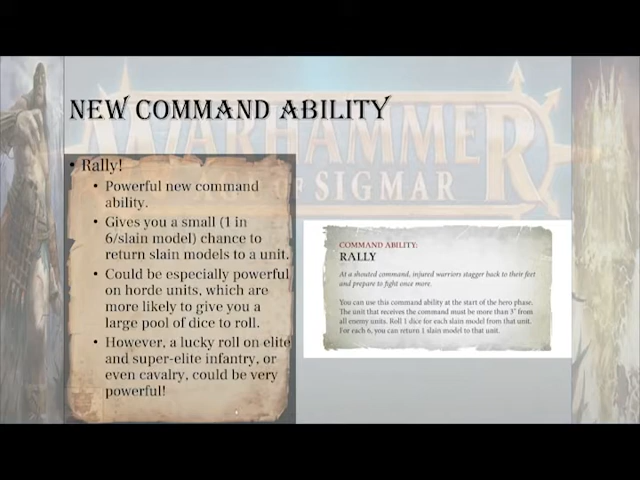 NEW COMMAND ABILITY
WARHAMMER
AGE OF SIGMAR
• Rally!
• Powerful new command
ability.
• Gives you a small (1 in
6/slain model) chance to
return slain models to a unit.
• Could be especially powerful
on horde units, which are
more likely to give you a
large pool of dice to roll.
• However, a lucky roll on elite
and super-elite infantry, or
even cavalry, could be very
powerful!
COMMAND ABILITY:
RALLY
At a shouted command, injured warriors stagger back to their feet
and prepare to fight once more.
You can use this command ability at the start of the hero phase.
The unit that receives the command must be more than 3" from
all enemy units. Roll 1 dice for each slain model from that unit.
For each 6, you can return 1 slain model to that unit.